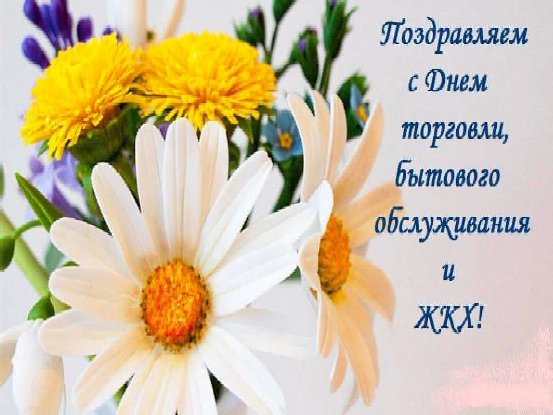 Поздравляем
с Днем
торговли,
бытового
обслуживания
и
ЖКХ!